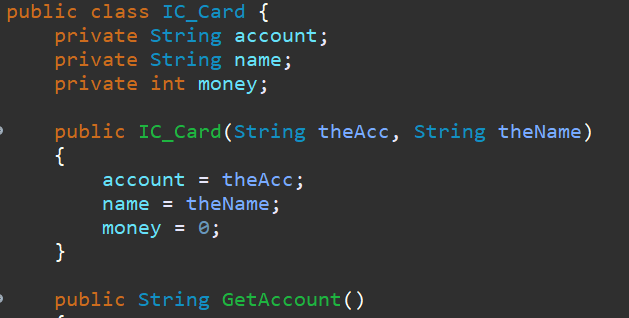 public class IC_Card {
    private String account;
    private String name;
    private int money;

    public IC_Card(String theAcc, String theName)
    {
        account = theAcc;
        name = theName;
        money = 0;
    }

    public String GetAccount()
    {